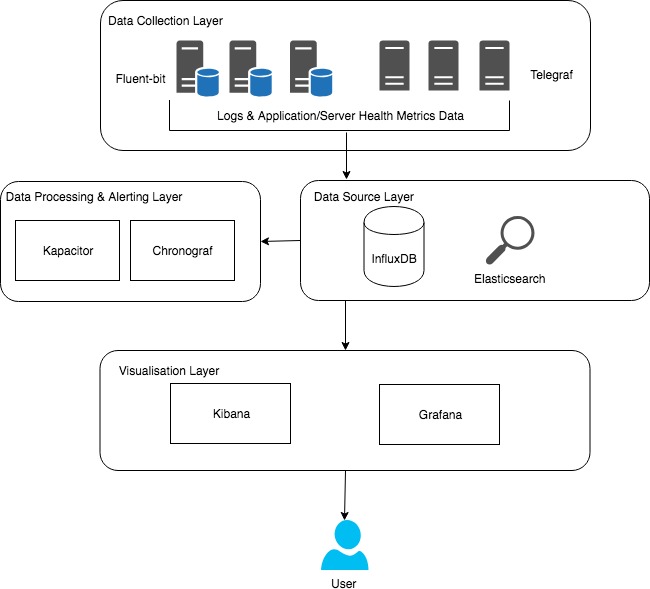 Data Collection Layer
Fluent-bit
Telegraf
Logs & Application/Server Health Metrics Data
Data Processing & Alerting Layer
Kapacitor
Chronograf
Data Source Layer
InfluxDB
Elasticsearch
Visualisation Layer
Kibana
Grafana
User